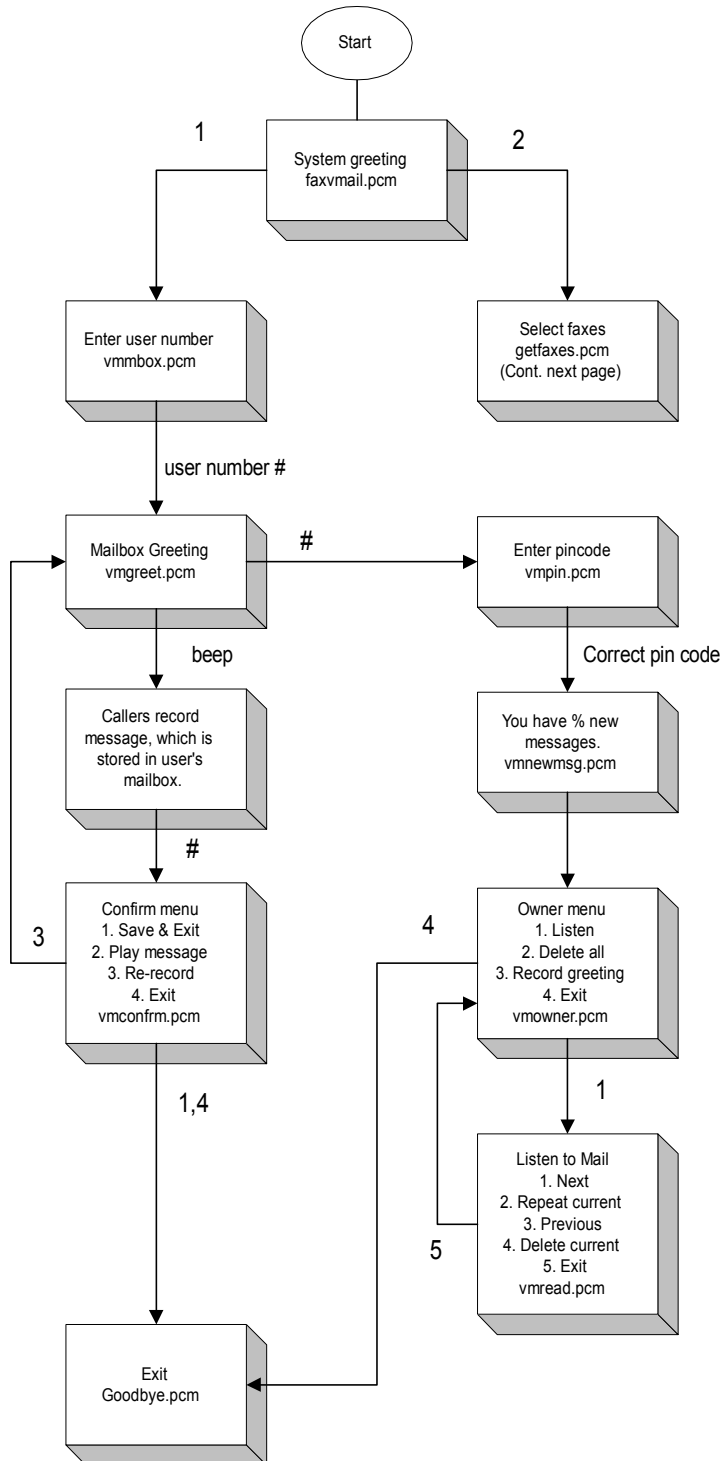 Start
1
2
System greeting
faxvmail.pcm
Enter user number
vmmbox.pcm
Select faxes
getfaxes.pcm
(Cont. next page)
user number #
Mailbox Greeting
vmgreet.pcm
#
Enter pincode
vmpin.pcm
beep
Correct pin code
Callers record
message, which is
stored in user's
mailbox.
You have % new
messages.
vmnewmsg.pcm
#
3
Confirm menu
1. Save & Exit
2. Play message
3. Re-record
4. Exit
vmconfrm.pcm
4
Owner menu
1. Listen
2. Delete all
3. Record greeting
4. Exit
vmowner.pcm
1,4
1
Listen to Mail
1. Next
2. Repeat current
3. Previous
4. Delete current
5. Exit
vmread.pcm
5
Exit
Goodbye.pcm